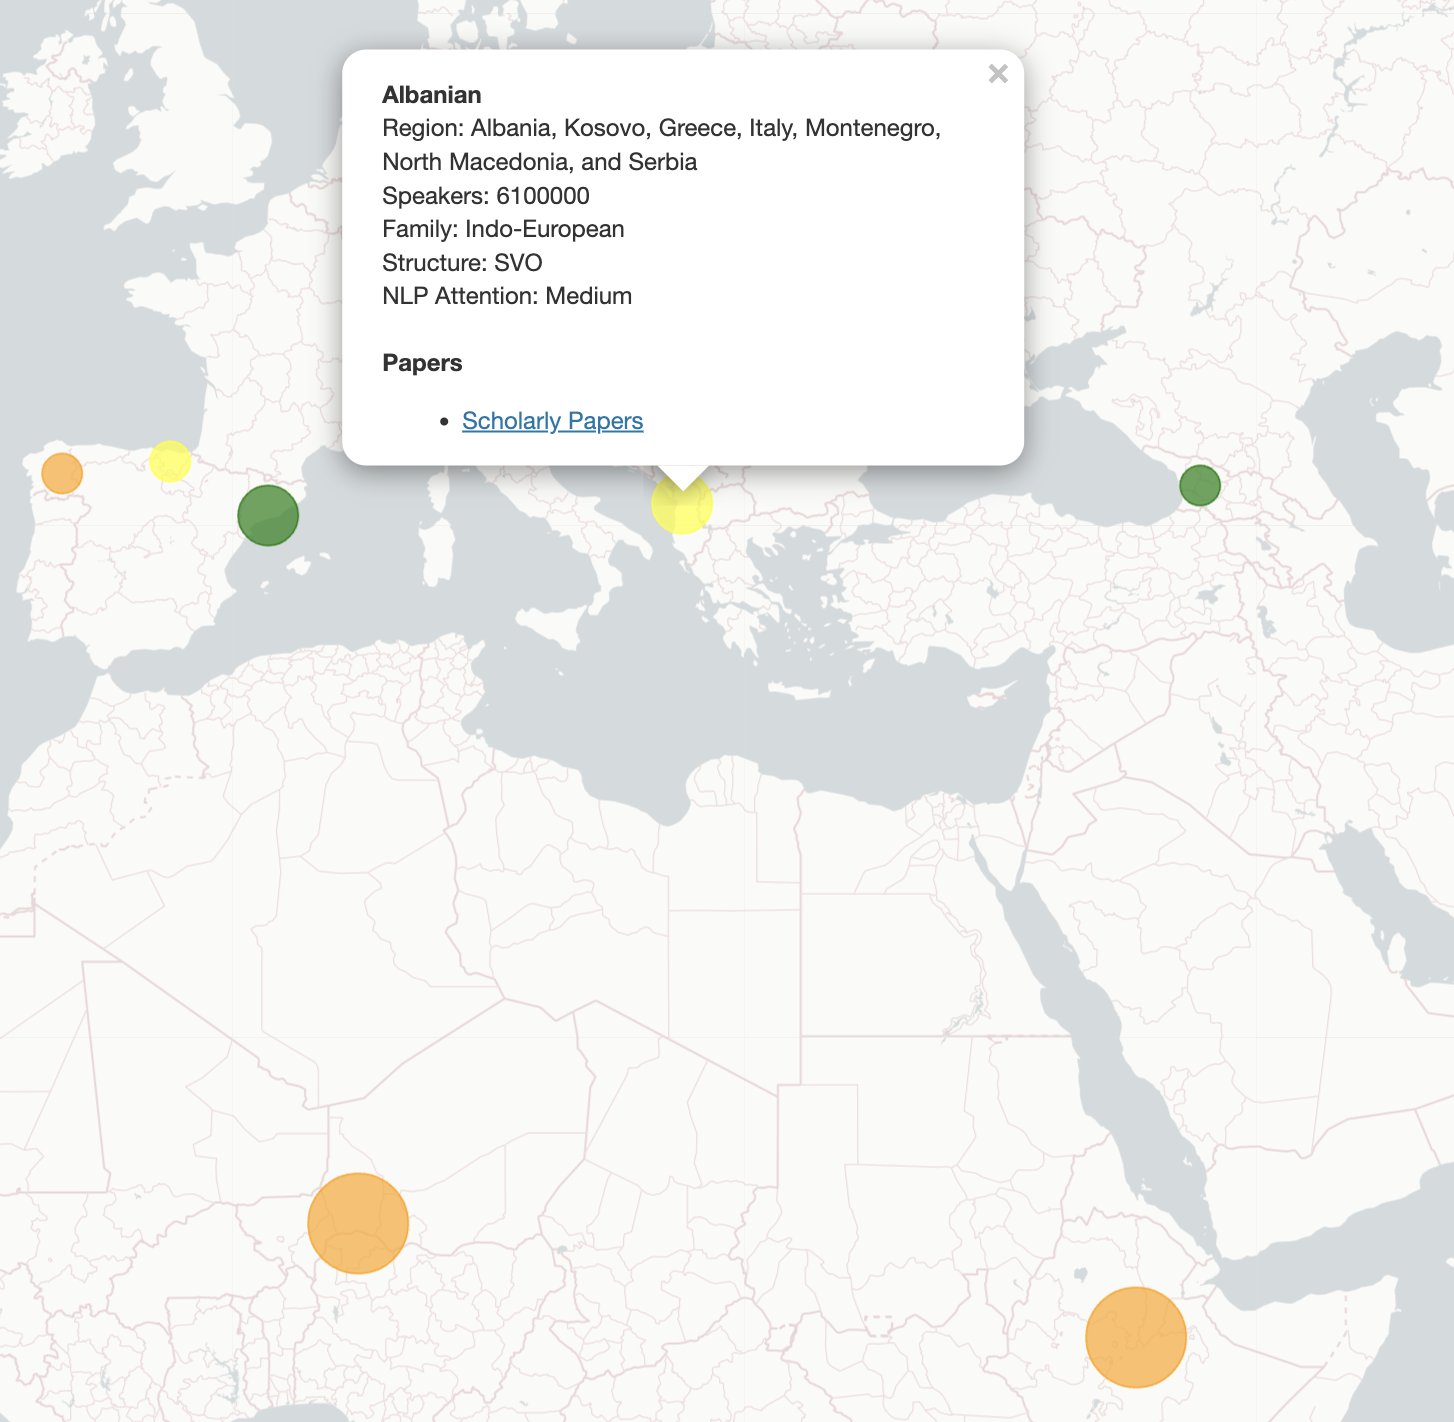 ×
Albanian
Region: Albania, Kosovo, Greece, Italy, Montenegro,
North Macedonia, and Serbia
Speakers: 6100000
Family: Indo-European
Structure: SVO
NLP Attention: Medium
Papers
• Scholarly Papers